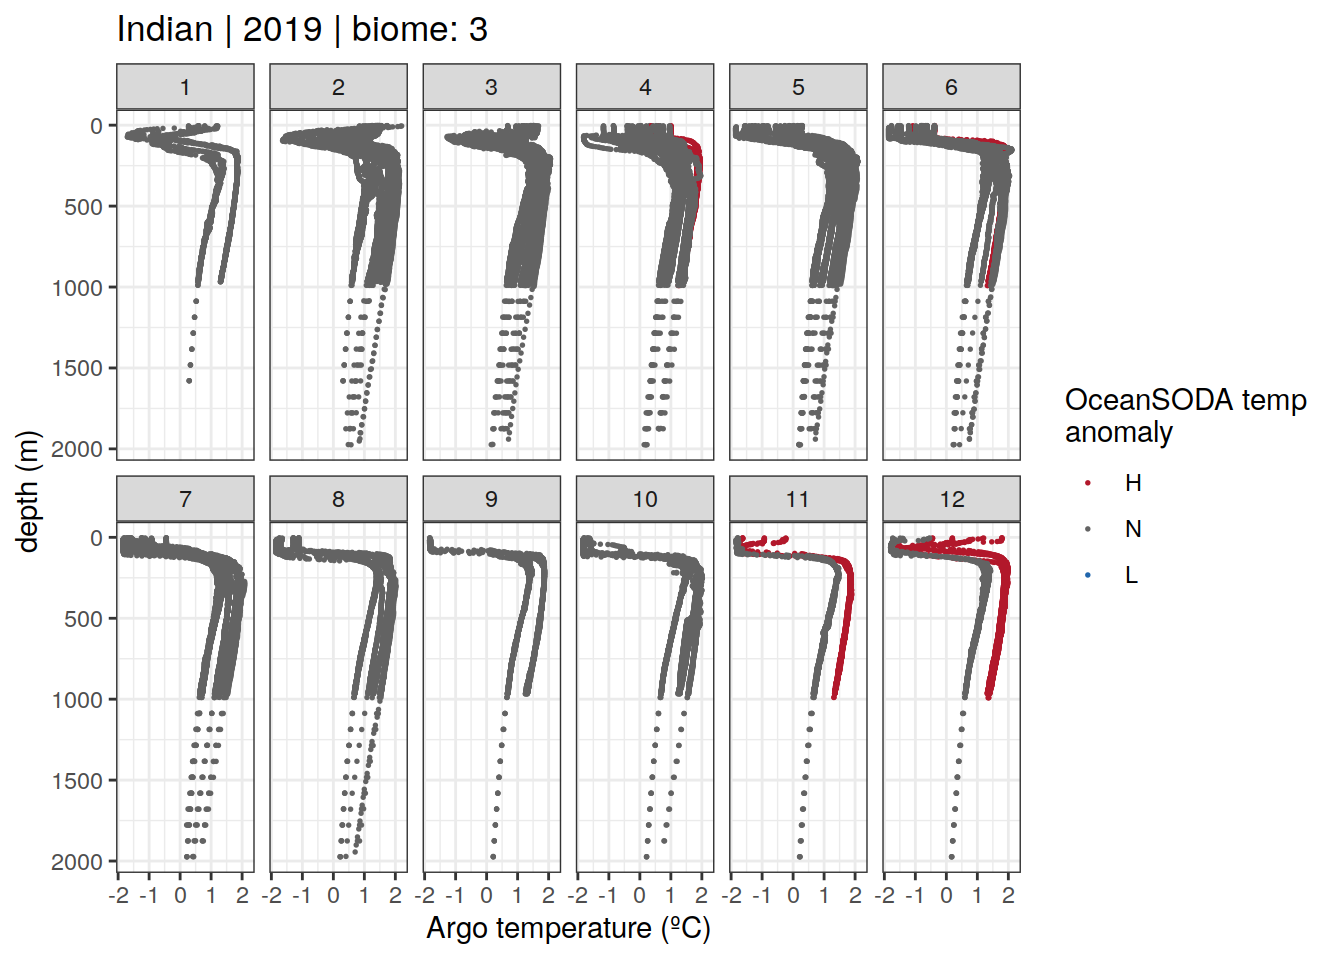 Indian | 2019 | biome: 3
1 2 3 4 5 6
0
500
1000
1500
2000
7 8 9 10 11 12
0
500
1000
1500
2000
-2 -1 0 1 2 -2 -1 0 1 2 -2 -1 0 1 2 -2 -1 0 1 2 -2 -1 0 1 2 -2 -1 0 1 2
Argo temperature (ºC)
depth (m)
OceanSODA temp
anomaly
H
N
L